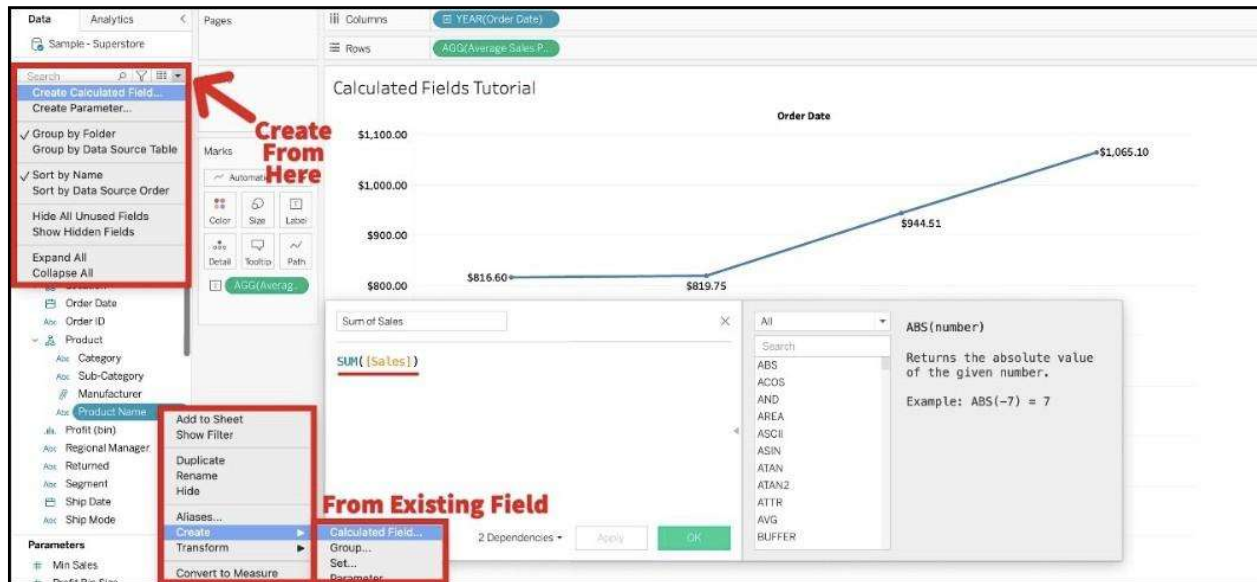 Data
Analytics
Pages
Columns
YEAR(Order Date)
Sample - Superstore
Rows
AGG(Average Sales P..
Search
Create Calculated Field...
Create Parameter...
Group by Folder
Group by Data Source Table
Sort by Name
Sort by Data Source Order
Hide All Unused Fields
Show Hidden Fields
Expand All
Collapse All
Create
From
Here
Marks
Color
Size
Label
Detail
Tooltip
Path
AGG(Averag..
Calculated Fields Tutorial
Order Date
$1,100.00
$1,000.00
$900.00
$800.00
$816.60
$819.75
$944.51
$1,065.10
Order Date
Abc Order ID
Product
Abc Category
Abc Sub-Category
Manufacturer
Abc Product Name
Profit (bin)
Abc Regional Manager
Abc Returned
Abc Segment
Ship Date
Abc Ship Mode
Parameters
# Min Sales
Add to Sheet
Show Filter
Duplicate
Rename
Hide
Aliases...
Create
Transform
Convert to Measure
From Existing Field
Calculated Field...
Group...
Set...
Parameter
Sum of Sales
SUM([Sales])
2 Dependencies
Apply
OK
All
Search
ABS
ACOS
AND
AREA
ASCII
ASIN
ATAN
ATAN2
ATTR
AVG
BUFFER
ABS(number)
Returns the absolute value
of the given number.
Example: ABS(-7) = 7